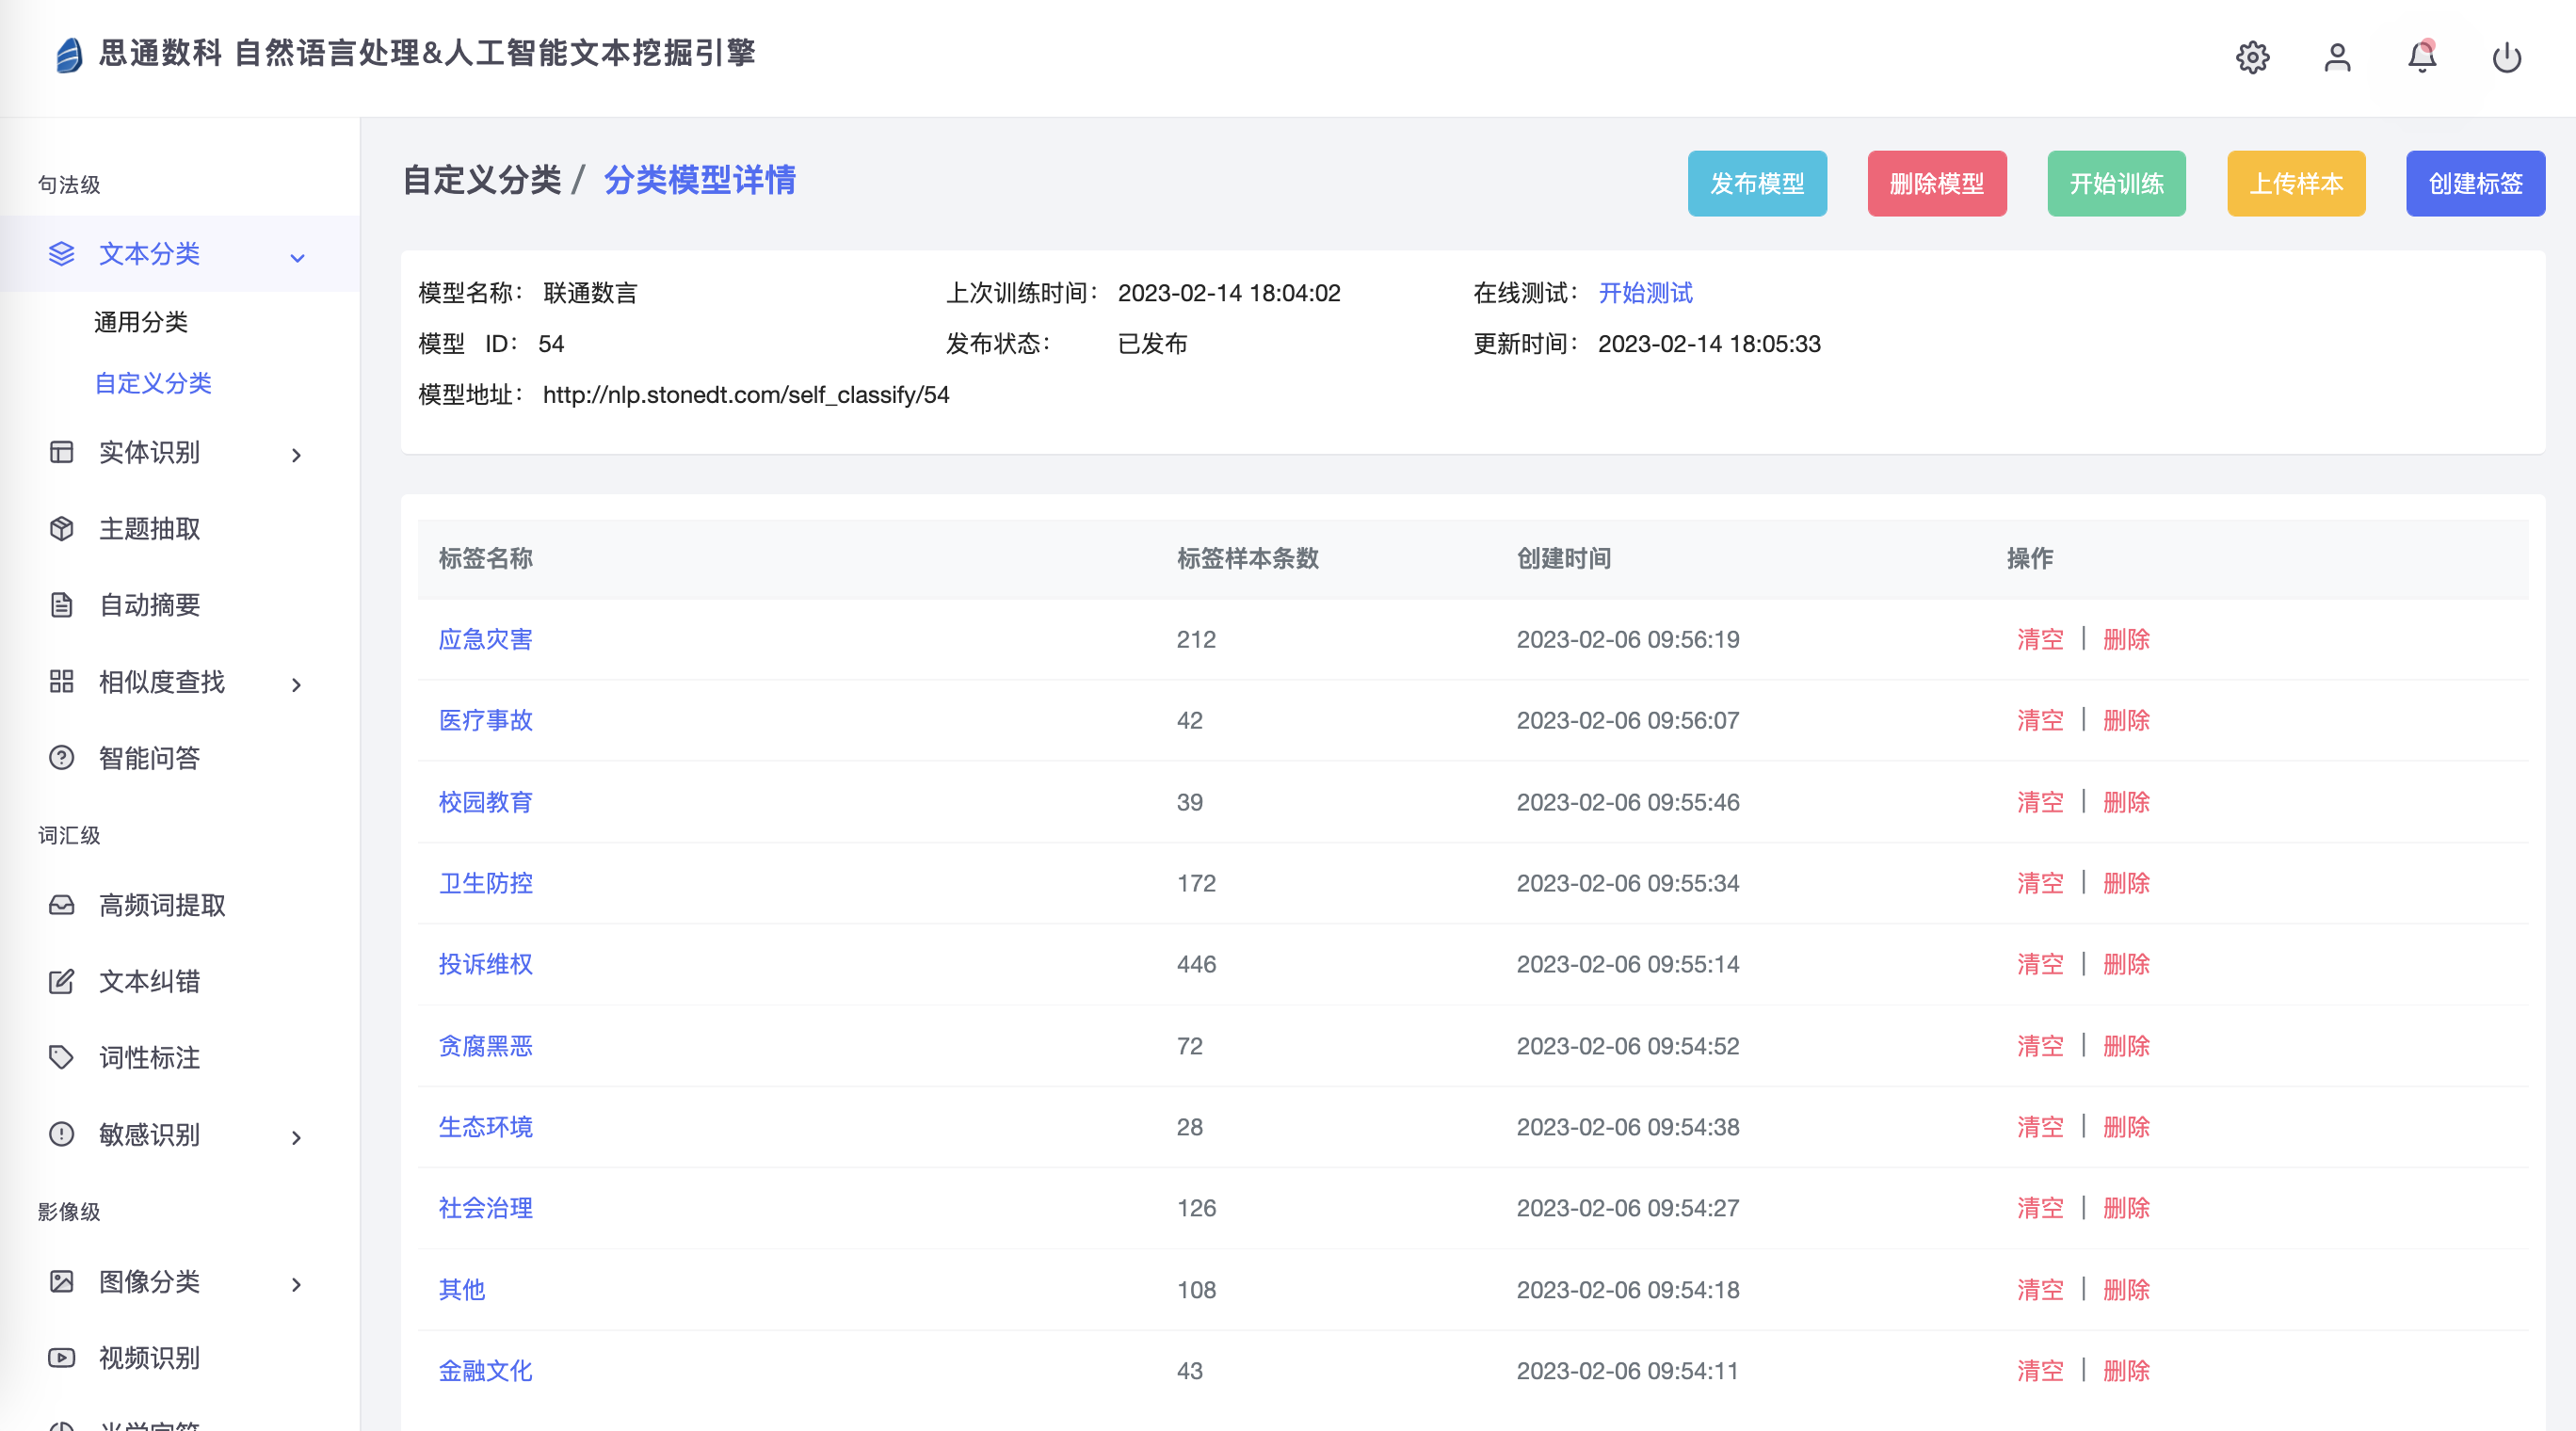 思通数科 自然语言处理&人工智能文本挖掘引擎
句法级
文本分类
通用分类
自定义分类
实体识别
主题抽取
自动摘要
相似度查找
智能问答
词汇级
高频词提取
文本纠错
词性标注
敏感识别
影像级
图像分类
视频识别
自定义分类 / 分类模型详情
发布模型 删除模型 开始训练 上传样本 创建标签
模型名称： 联通数言 上次训练时间： 2023-02-14 18:04:02 在线测试： 开始测试
模型 ID： 54 发布状态： 已发布 更新时间： 2023-02-14 18:05:33
模型地址： http://nlp.stonedt.com/self_classify/54
标签名称 标签样本条数 创建时间 操作
应急灾害 212 2023-02-06 09:56:19 清空 | 删除
医疗事故 42 2023-02-06 09:56:07 清空 | 删除
校园教育 39 2023-02-06 09:55:46 清空 | 删除
卫生防控 172 2023-02-06 09:55:34 清空 | 删除
投诉维权 446 2023-02-06 09:55:14 清空 | 删除
贪腐黑恶 72 2023-02-06 09:54:52 清空 | 删除
生态环境 28 2023-02-06 09:54:38 清空 | 删除
社会治理 126 2023-02-06 09:54:27 清空 | 删除
其他 108 2023-02-06 09:54:18 清空 | 删除
金融文化 43 2023-02-06 09:54:11 清空 | 删除